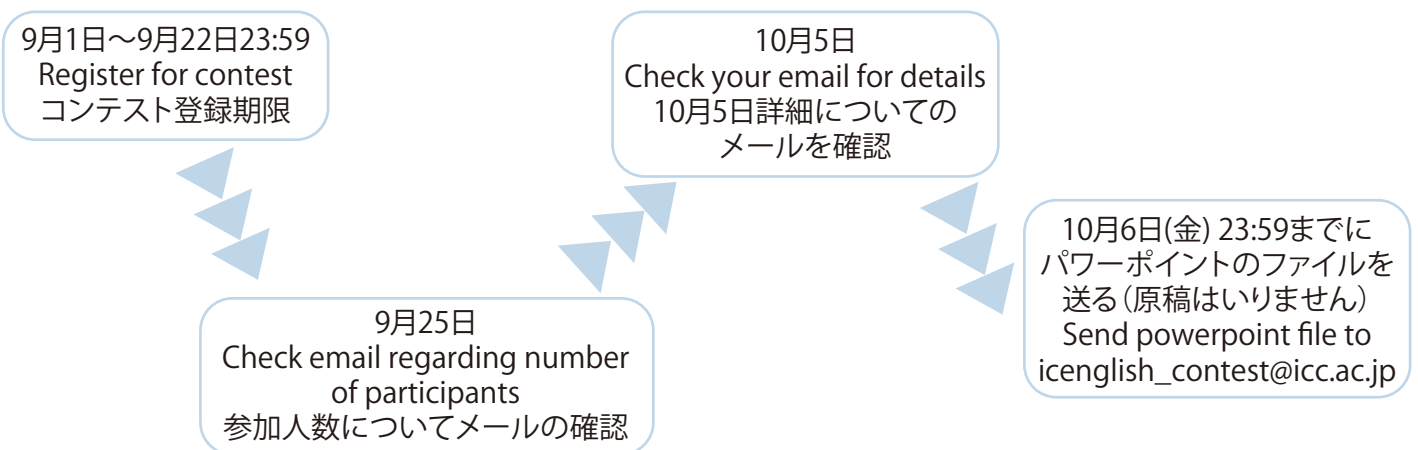 9月1日～9月22日23:59
Register for contest
コンテスト登録期限
9月25日
Check email regarding number
of participants
参加人数についてメールの確認
10月5日
Check your email for details
10月5日詳細についての
メールを確認
10月6日(金) 23:59までに
パワーポイントのファイルを
送る（原稿はいりません）
Send powerpoint file to
icenglish_contest@icc.ac.jp